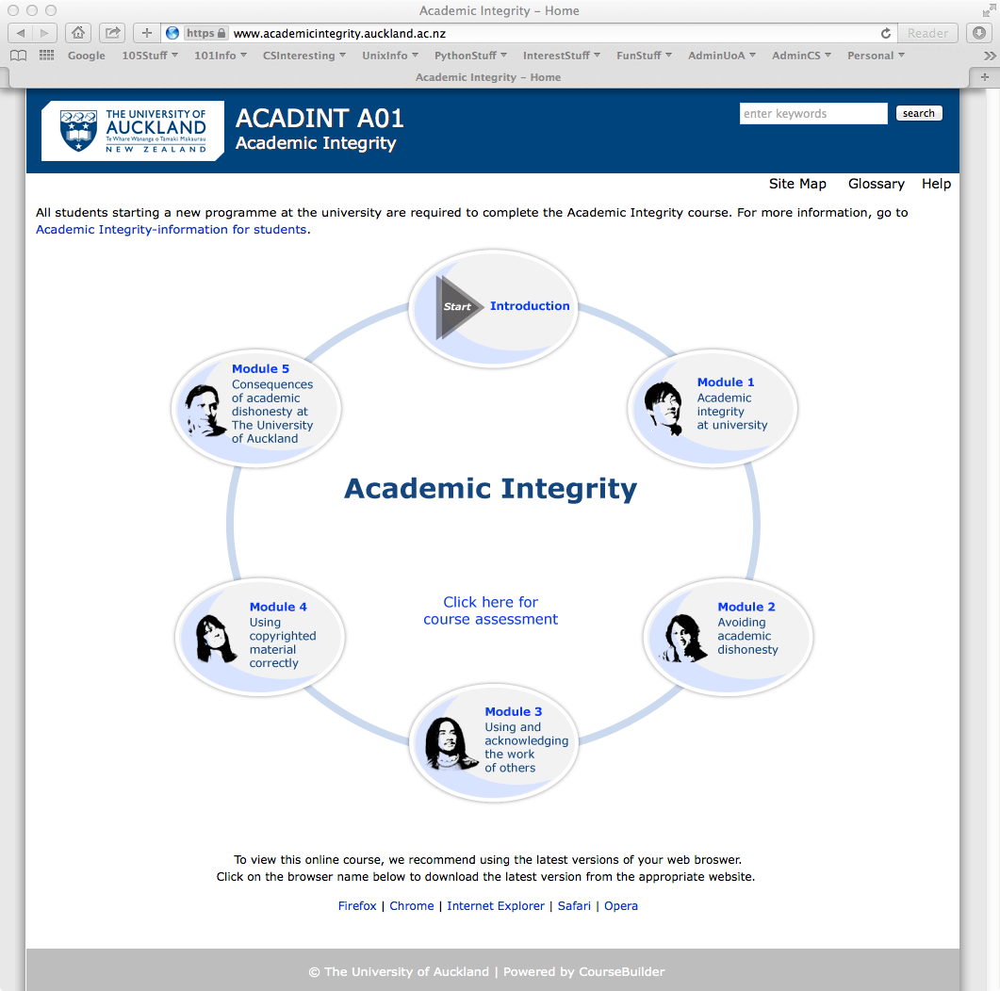 Academic Integrity – Home
https www.academicintegrity.auckland.ac.nz Reader
Google 105Stuff 101Info CSInteresting UnixInfo PythonStuff InterestStuff FunStuff AdminUoA AdminCS Personal
Academic Integrity – Home
THE UNIVERSITY OF
AUCKLAND
Te Whare Wānanga o Tāmaki Makaurau
NEW ZEALAND
ACADINT A01
Academic Integrity
enter keywords search
Site Map Glossary Help
All students starting a new programme at the university are required to complete the Academic Integrity course. For more information, go to
Academic Integrity-information for students.
Start Introduction
Module 1
Academic
integrity
at university
Module 2
Avoiding
academic
dishonesty
Module 3
Using and
acknowledging
the work
of others
Module 4
Using
copyrighted
material
correctly
Module 5
Consequences
of academic
dishonesty at
The University
of Auckland
Academic Integrity
Click here for
course assessment
To view this online course, we recommend using the latest versions of your web broswer.
Click on the browser name below to download the latest version from the appropriate website.
Firefox | Chrome | Internet Explorer | Safari | Opera
© The University of Auckland | Powered by CourseBuilder